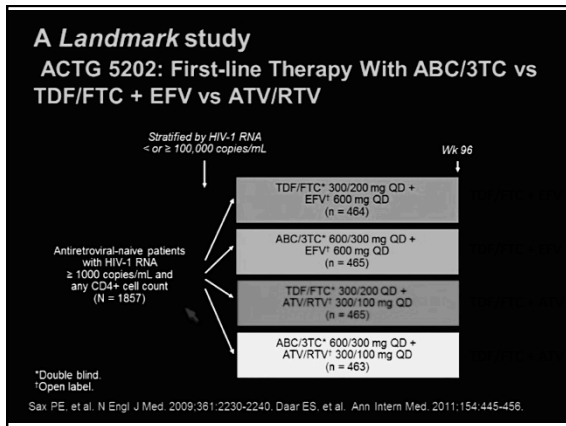 A Landmark study
ACTG 5202: First-line Therapy With ABC/3TC vs
TDF/FTC + EFV vs ATV/RTV
Stratified by HIV-1 RNA
< or ≥ 100,000 copies/mL
Wk 96
TDF/FTC* 300/200 mg QD +
EFV† 600 mg QD
(n = 464)
ABC/3TC* 600/300 mg QD +
EFV† 600 mg QD
(n = 465)
Antiretroviral-naive patients
with HIV-1 RNA
≥ 1000 copies/mL and
any CD4+ cell count
(N = 1857)
TDF/FTC* 300/200 QD +
ATV/RTV† 300/100 mg QD
(n = 465)
ABC/3TC* 600/300 mg QD +
ATV/RTV† 300/100 mg QD
(n = 463)
*Double blind.
†Open label.
Sax PE, et al. N Engl J Med. 2009;361:2230-2240. Daar ES, et al. Ann Intern Med. 2011;154:445-456.